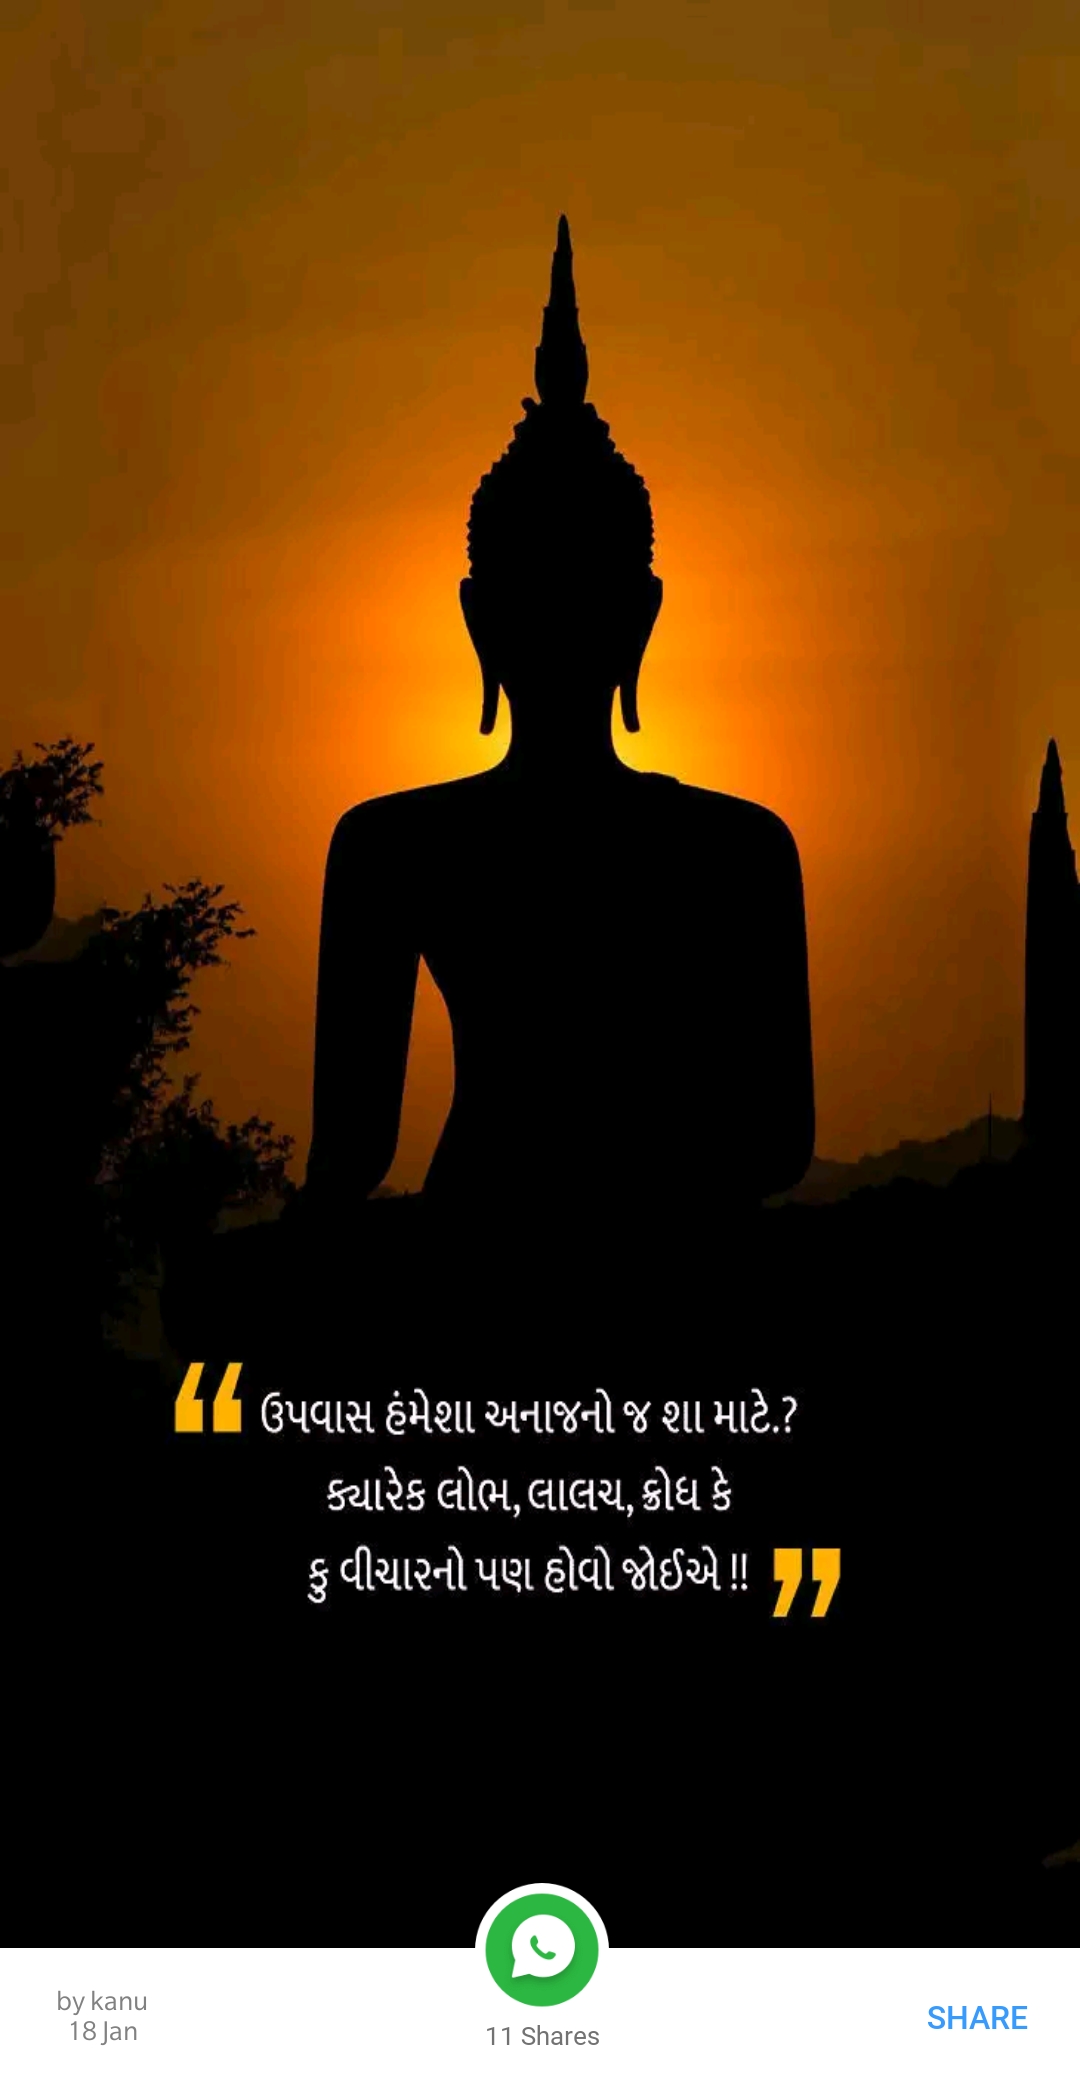 “ ઉપવાસ હંમેશા અનાજનો જ શા માટે.?
ક્યારેક લોભ, લાલચ, ક્રોધ કે
કુ વીચારનો પણ હોવો જોઈએ !! ”
by kanu
18 Jan
11 Shares
SHARE